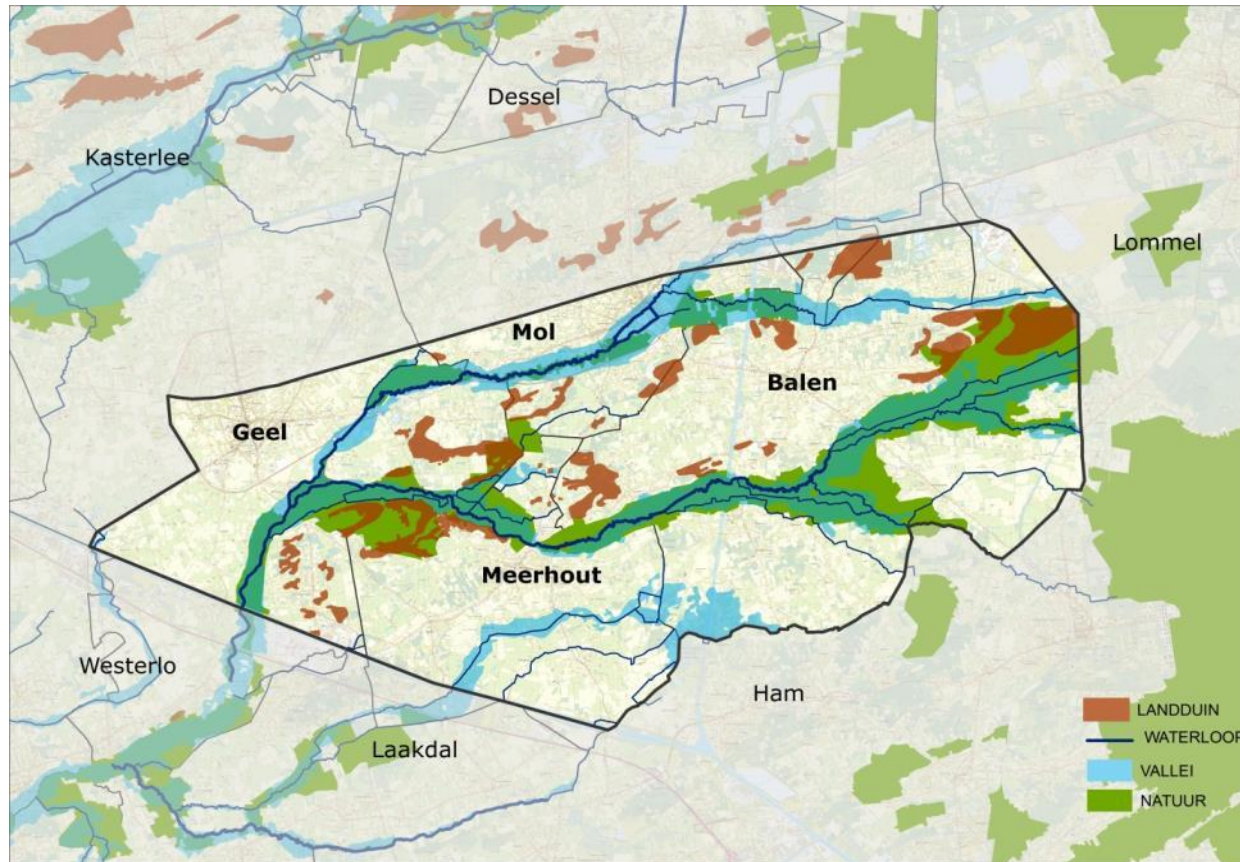 Dessel
Kasterlee
Lommel
Mol
Balen
Geel
Meerhout
Westerlo
Ham
Laakdal
LANDDUIN
WATERLOOP
VALLEI
NATUUR